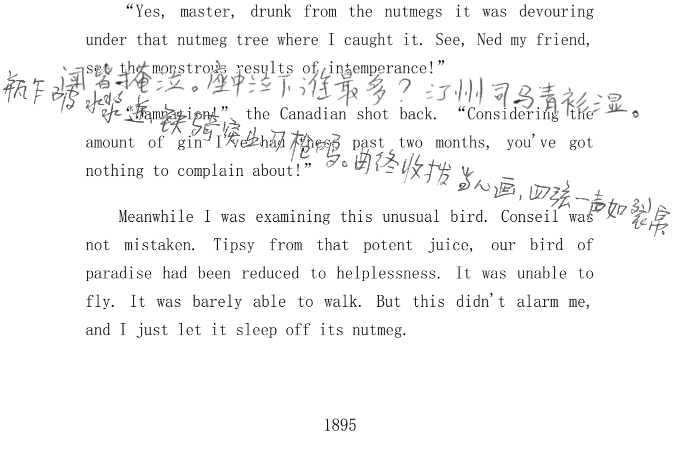 “Yes, master, drunk from the nutmegs it was devouring
under that nutmeg tree where I caught it. See, Ned my friend,
see the monstrous results of intemperance!”
闻皆掩泣。座中泣下谁最多？江州司马青衫湿。
“Damnation!” the Canadian shot back. “Considering the
瓶乍破水浆迸，铁骑突出刀枪鸣。曲终收拨当心画，四弦一声如裂帛
amount of gin I've had these past two months, you've got
nothing to complain about!”
Meanwhile I was examining this unusual bird. Conseil was
not mistaken. Tipsy from that potent juice, our bird of
paradise had been reduced to helplessness. It was unable to
fly. It was barely able to walk. But this didn't alarm me,
and I just let it sleep off its nutmeg.
1895